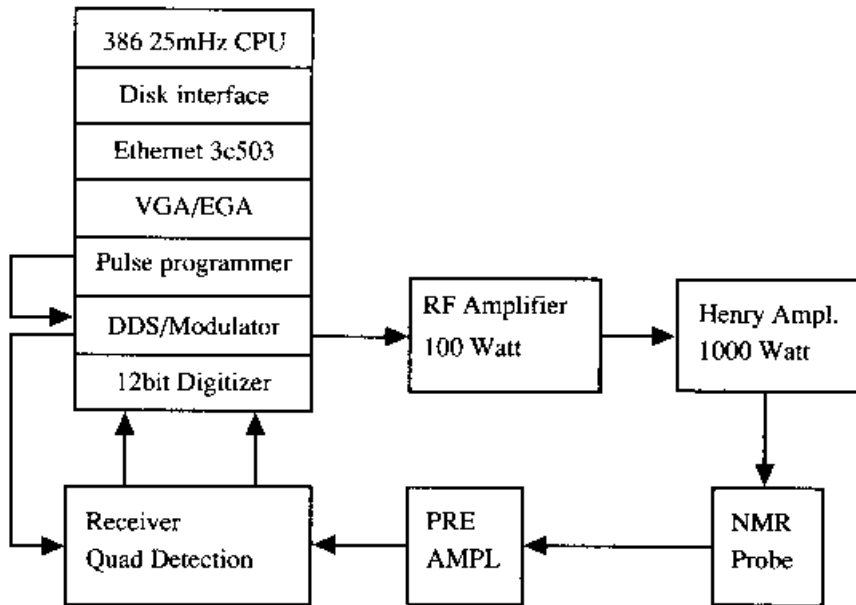 386 25mHz CPU
Disk interface
Ethernet 3c503
VGA/EGA
Pulse programmer
DDS/Modulator
12bit Digitizer
RF Amplifier
100 Watt
Henry Ampl.
1000 Watt
Receiver
Quad Detection
PRE
AMPL
NMR
Probe